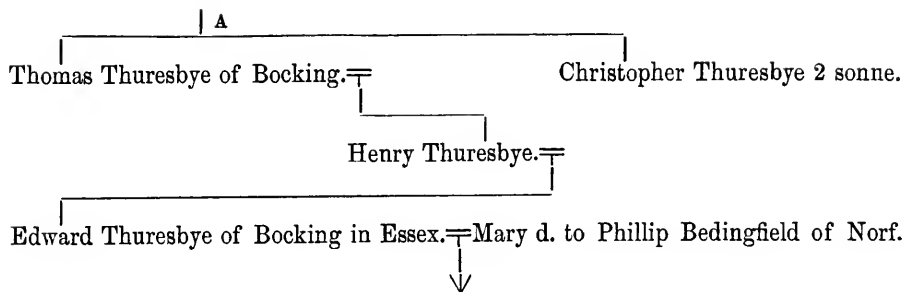 A
Thomas Thuresbye of Bocking. Christopher Thuresbye 2 sonne.
Henry Thuresbye.
Edward Thuresbye of Bocking in Essex. Mary d. to Phillip Bedingfield of Norf.